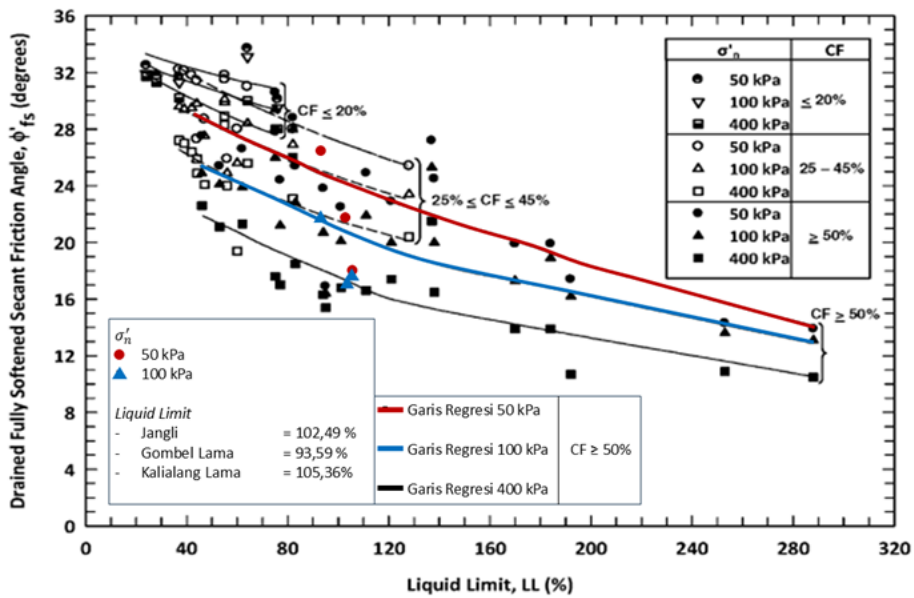 Drained Fully Softened Secant Friction Angle, ϕ'fs (degrees)
36
32
28
24
20
16
12
8
4
0
0 40 80 120 160 200 240 280 320
Liquid Limit, LL (%)
CF ≤ 20%
25% ≤ CF ≤ 45%
CF ≥ 50%
σ'n CF
50 kPa
100 kPa ≤ 20%
400 kPa
50 kPa
100 kPa 25 – 45%
400 kPa
50 kPa
100 kPa ≥ 50%
400 kPa
σ'n
50 kPa
100 kPa
Liquid Limit
- Jangli = 102,49 %
- Gombel Lama = 93,59 %
- Kalialang Lama = 105,36%
Garis Regresi 50 kPa
Garis Regresi 100 kPa CF ≥ 50%
Garis Regresi 400 kPa